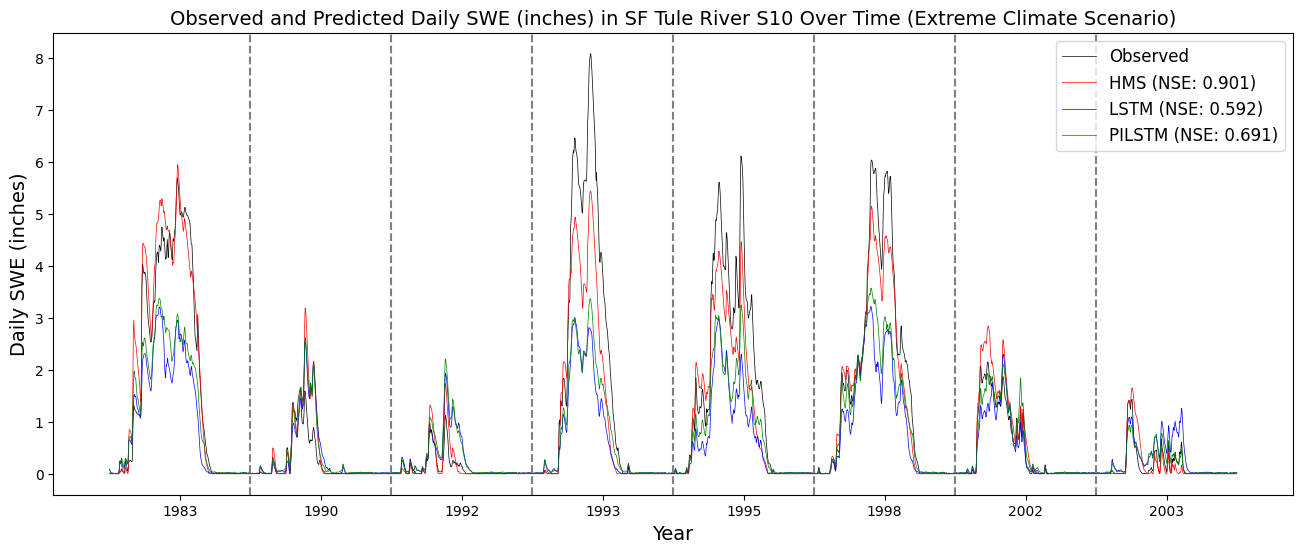 Observed and Predicted Daily SWE (inches) in SF Tule River S10 Over Time (Extreme Climate Scenario)
Observed
HMS (NSE: 0.901)
LSTM (NSE: 0.592)
PILSTM (NSE: 0.691)
Daily SWE (inches)
8
7
6
5
4
3
2
1
0
1983 1990 1992 1993 1995 1998 2002 2003
Year